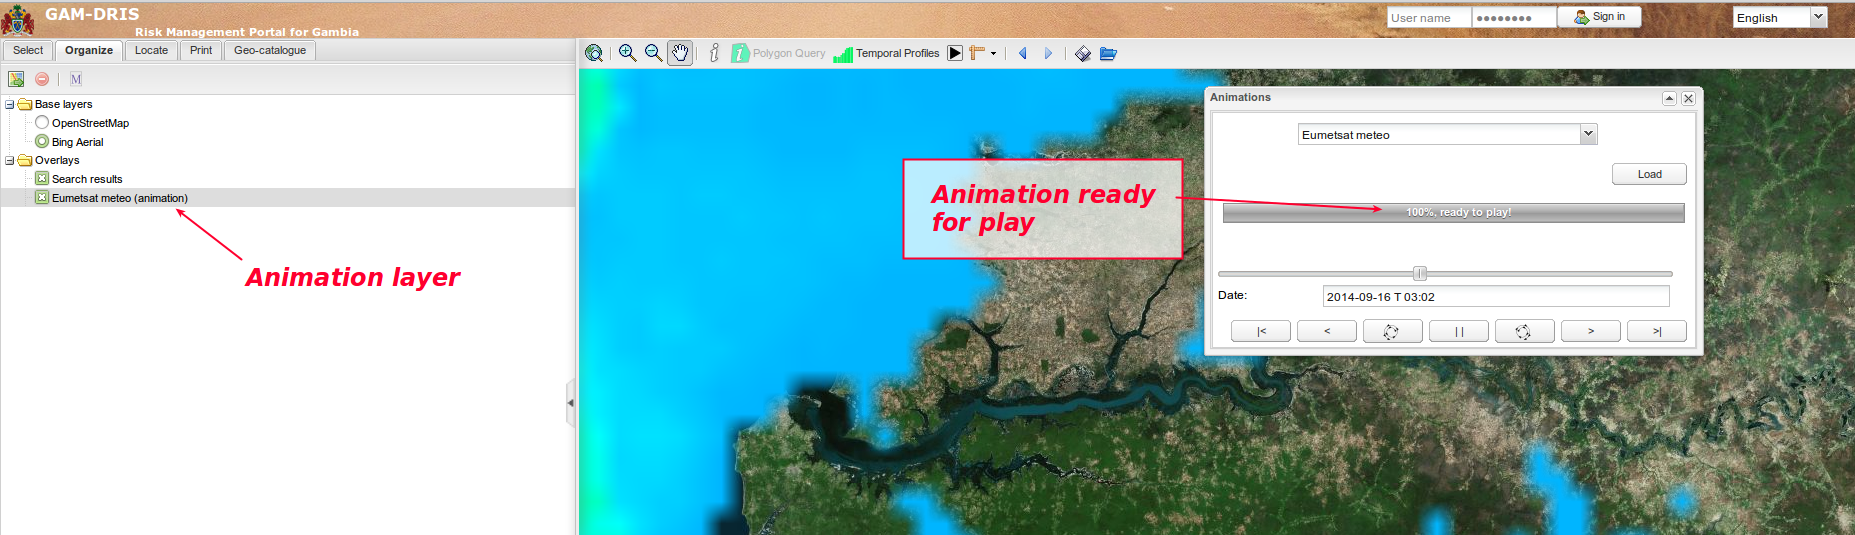 GAM-DRIS
Risk Management Portal for Gambia
User name
Sign in
English
Select
Organize
Locate
Print
Geo-catalogue
Polygon Query
Temporal Profiles
M
Base layers
OpenStreetMap
Bing Aerial
Overlays
Search results
Eumetsat meteo (animation)
Animation layer
Animation ready
for play
Animations
Eumetsat meteo
Load
100%, ready to play!
Date:
2014-09-16 T 03:02
|<
<
| |
>
>|